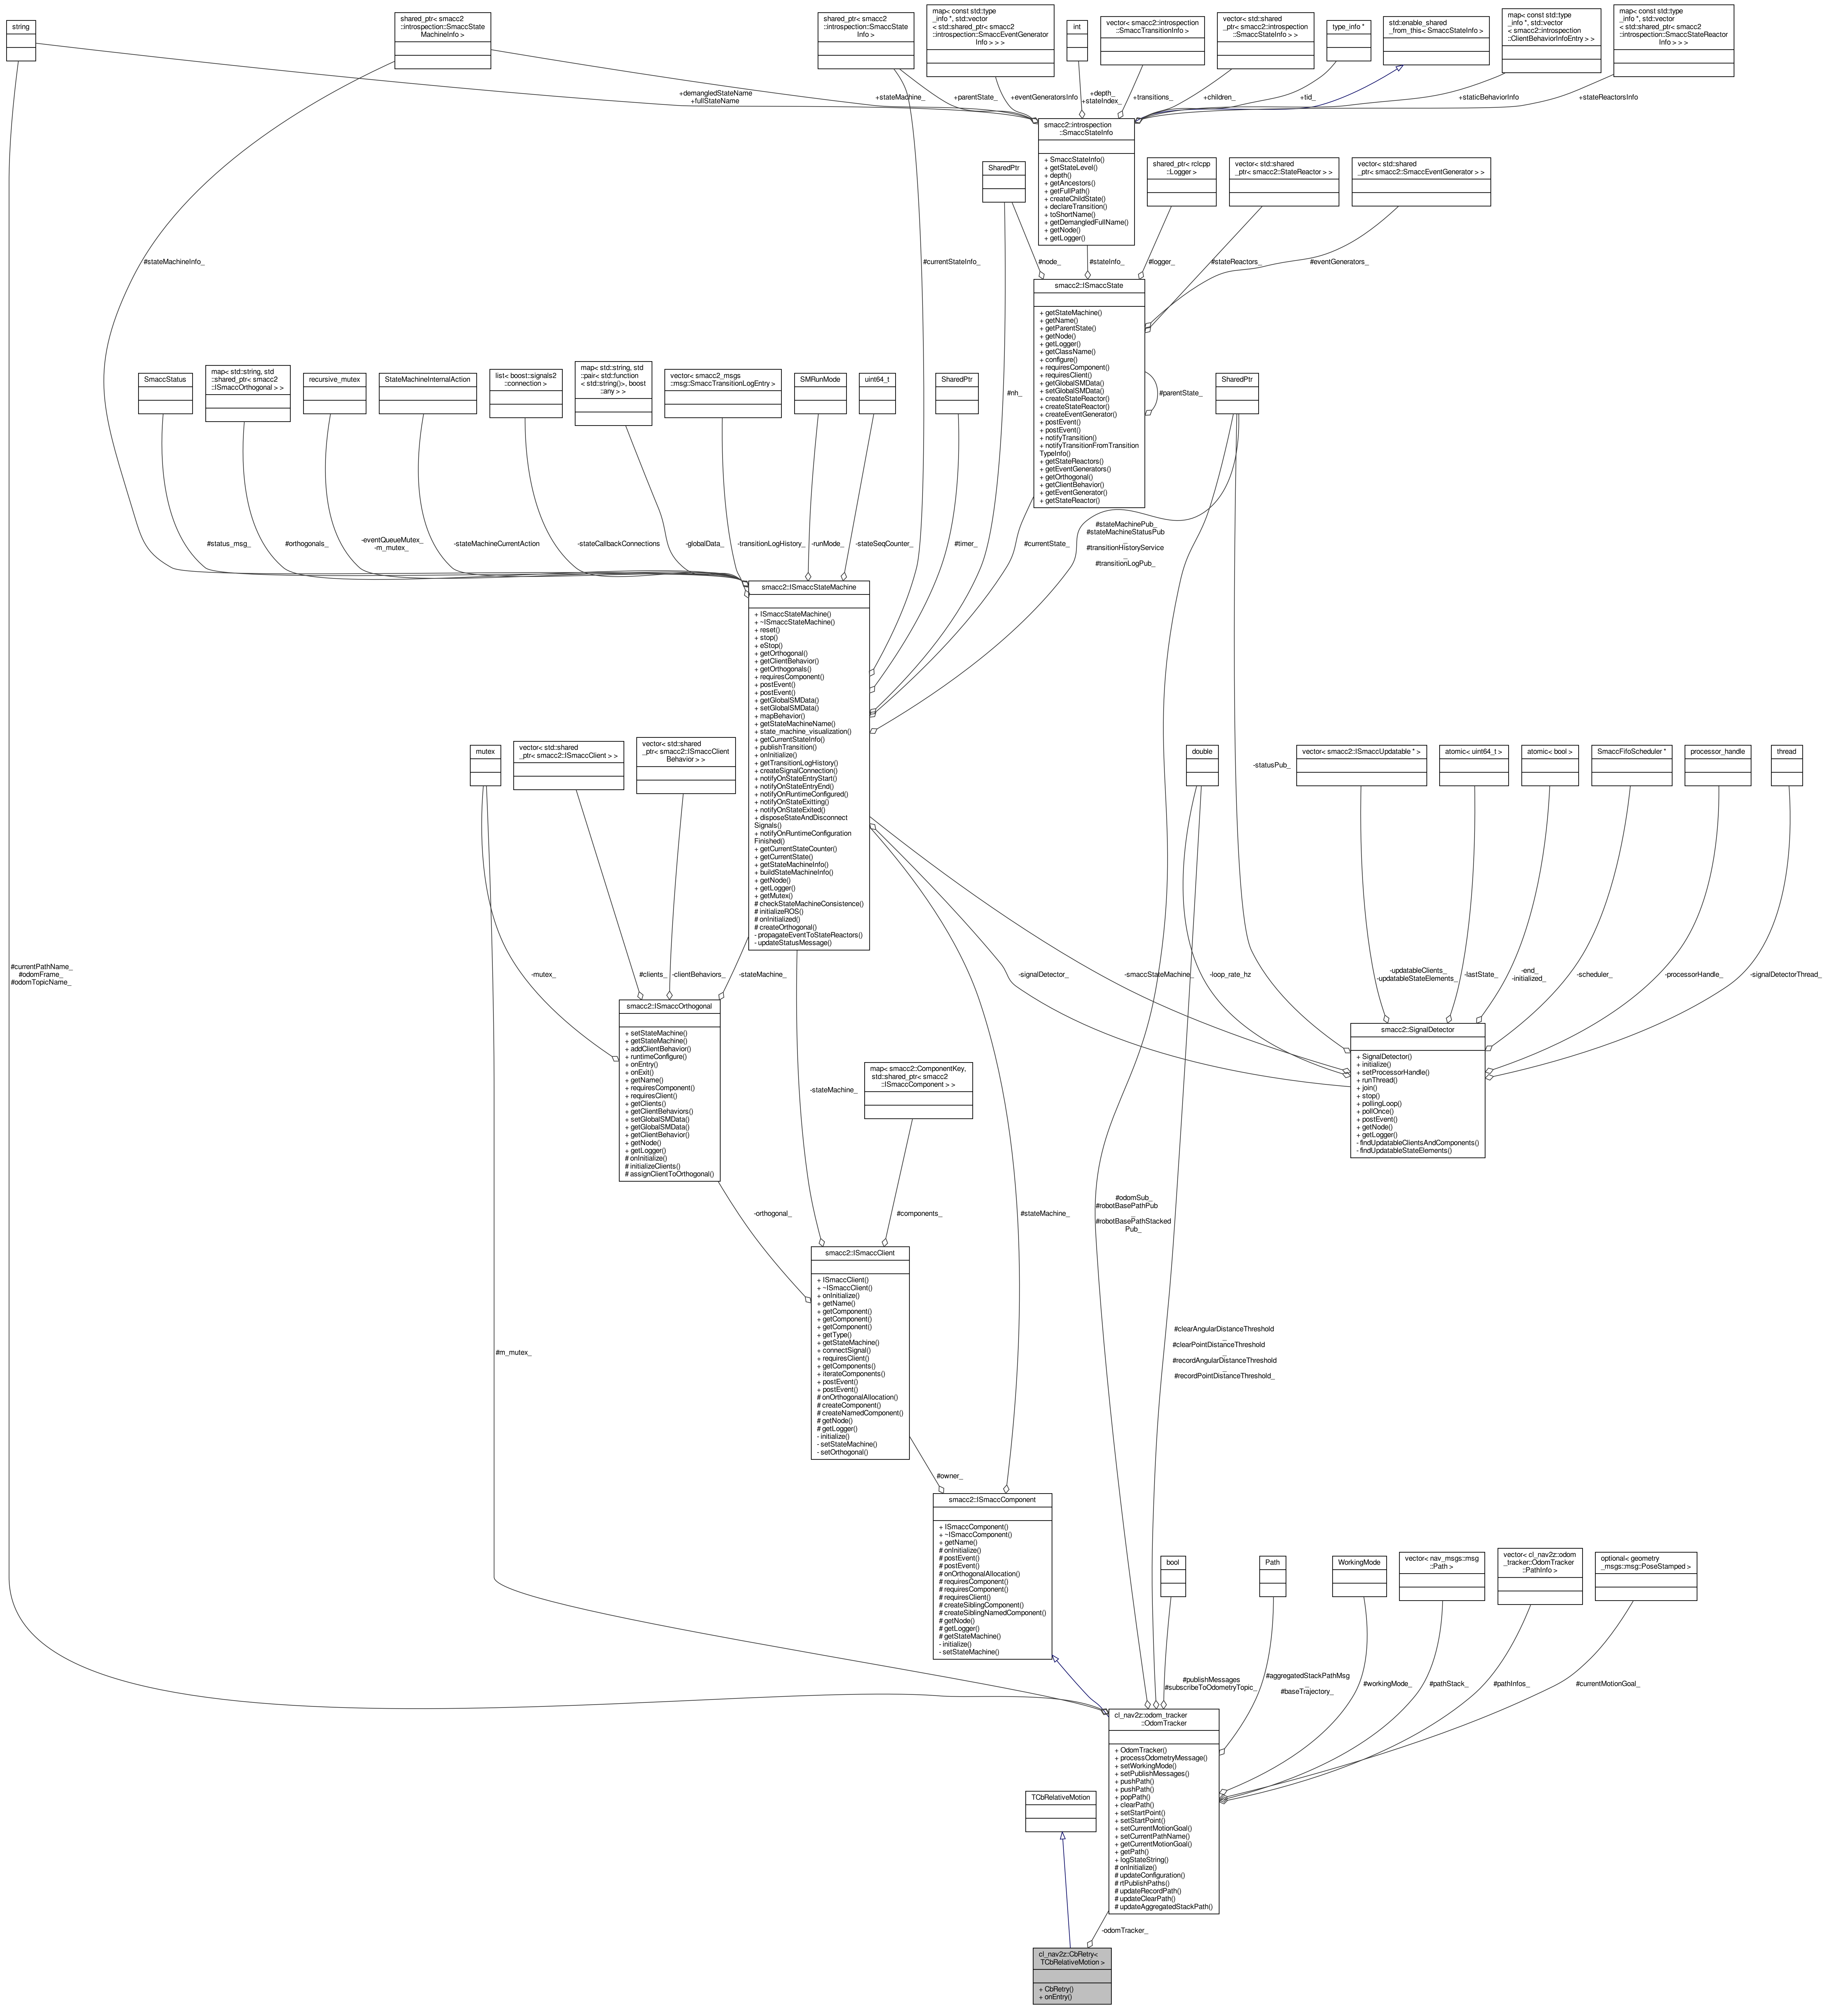 string
shared_ptr< smacc2
::introspection::SmaccState
MachineInfo >
shared_ptr< smacc2
::introspection::SmaccState
Info >
map< const std::type
_info *, std::vector
< std::shared_ptr< smacc2
::introspection::SmaccEventGenerator
Info > > >
int
vector< smacc2::introspection
::SmaccTransitionInfo >
vector< std::shared
_ptr< smacc2::introspection
::SmaccStateInfo > >
type_info *
std::enable_shared
_from_this< SmaccStateInfo >
map< const std::type
_info *, std::vector
< smacc2::introspection
::ClientBehaviorInfoEntry > >
map< const std::type
_info *, std::vector
< std::shared_ptr< smacc2
::introspection::SmaccStateReactor
Info > > >
+demangledStateName
+fullStateName
+stateMachine_
+parentState_
+eventGeneratorsInfo
+depth_
+stateIndex_
+transitions_
+children_
+tid_
+staticBehaviorInfo
+stateReactorsInfo
smacc2::introspection
::SmaccStateInfo
+ SmaccStateInfo()
+ getStateLevel()
+ depth()
+ getAncestors()
+ getFullPath()
+ createChildState()
+ declareTransition()
+ toShortName()
+ getDemangledFullName()
+ getNode()
+ getLogger()
SharedPtr
shared_ptr< rclcpp
::Logger >
vector< std::shared
_ptr< smacc2::StateReactor > >
vector< std::shared
_ptr< smacc2::SmaccEventGenerator > >
#stateMachineInfo_
#currentStateInfo_
#node_
#stateInfo_
#logger_
#stateReactors_
#eventGenerators_
smacc2::ISmaccState
+ getStateMachine()
+ getName()
+ getParentState()
+ getNode()
+ getLogger()
+ getClassName()
+ configure()
+ requiresComponent()
+ requiresClient()
+ getGlobalSMData()
+ setGlobalSMData()
+ createStateReactor()
+ createStateReactor()
+ createEventGenerator()
+ postEvent()
+ postEvent()
+ notifyTransition()
+ notifyTransitionFromTransition
TypeInfo()
+ getStateReactors()
+ getEventGenerators()
+ getOrthogonal()
+ getClientBehavior()
+ getEventGenerator()
+ getStateReactor()
#parentState_
SmaccStatus
map< std::string, std
::shared_ptr< smacc2
::ISmaccOrthogonal > >
recursive_mutex
StateMachineInternalAction
list< boost::signals2
::connection >
map< std::string, std
::pair< std::function
< std::string()>, boost
::any > >
vector< smacc2_msgs
::msg::SmaccTransitionLogEntry >
SMRunMode
uint64_t
SharedPtr
#nh_
SharedPtr
#status_msg_
#orthogonals_
-eventQueueMutex_
-m_mutex_
-stateMachineCurrentAction
-stateCallbackConnections
-globalData_
-transitionLogHistory_
-runMode_
-stateSeqCounter_
#timer_
#currentState_
#stateMachinePub_
#stateMachineStatusPub
_
#transitionHistoryService
_
#transitionLogPub_
smacc2::ISmaccStateMachine
+ ISmaccStateMachine()
+ ~ISmaccStateMachine()
+ reset()
+ stop()
+ eStop()
+ getOrthogonal()
+ getClientBehavior()
+ getOrthogonals()
+ requiresComponent()
+ postEvent()
+ postEvent()
+ getGlobalSMData()
+ setGlobalSMData()
+ mapBehavior()
+ getStateMachineName()
+ state_machine_visualization()
+ getCurrentStateInfo()
+ publishTransition()
+ onInitialize()
+ getTransitionLogHistory()
+ createSignalConnection()
+ notifyOnStateEntryStart()
+ notifyOnStateEntryEnd()
+ notifyOnRuntimeConfigured()
+ notifyOnStateExitting()
+ notifyOnStateExited()
+ disposeStateAndDisconnect
Signals()
+ notifyOnRuntimeConfiguration
Finished()
+ getCurrentStateCounter()
+ getCurrentState()
+ getStateMachineInfo()
+ buildStateMachineInfo()
+ getNode()
+ getLogger()
+ getMutex()
# checkStateMachineConsistence()
# initializeROS()
# onInitialized()
# createOrthogonal()
- propagateEventToStateReactors()
- updateStatusMessage()
mutex
vector< std::shared
_ptr< smacc2::ISmaccClient > >
vector< std::shared
_ptr< smacc2::ISmaccClient
Behavior > >
double
-statusPub_
vector< smacc2::ISmaccUpdatable * >
atomic< uint64_t >
atomic< bool >
SmaccFifoScheduler *
processor_handle
thread
#currentPathName_
#odomFrame_
#odomTopicName_
-mutex_
#clients_
-clientBehaviors_
-stateMachine_
-signalDetector_
-smaccStateMachine_
-loop_rate_hz
-updatableClients_
-updatableStateElements_
-lastState_
-end_
-initialized_
-scheduler_
-processorHandle_
-signalDetectorThread_
smacc2::ISmaccOrthogonal
+ setStateMachine()
+ getStateMachine()
+ addClientBehavior()
+ runtimeConfigure()
+ onEntry()
+ onExit()
+ getName()
+ requiresComponent()
+ requiresClient()
+ getClients()
+ getClientBehaviors()
+ setGlobalSMData()
+ getGlobalSMData()
+ getClientBehavior()
+ getNode()
+ getLogger()
# onInitialize()
# initializeClients()
# assignClientToOrthogonal()
smacc2::SignalDetector
+ SignalDetector()
+ initialize()
+ setProcessorHandle()
+ runThread()
+ join()
+ stop()
+ pollingLoop()
+ pollOnce()
+ postEvent()
+ getNode()
+ getLogger()
- findUpdatableClientsAndComponents()
- findUpdatableStateElements()
-stateMachine_
map< smacc2::ComponentKey,
std::shared_ptr< smacc2
::ISmaccComponent > >
-orthogonal_
#components_
#stateMachine_
#odomSub_
#robotBasePathPub
_
#robotBasePathStacked
Pub_
smacc2::ISmaccClient
+ ISmaccClient()
+ ~ISmaccClient()
+ onInitialize()
+ getName()
+ getComponent()
+ getComponent()
+ getComponent()
+ getType()
+ getStateMachine()
+ connectSignal()
+ requiresClient()
+ getComponents()
+ iterateComponents()
+ postEvent()
+ postEvent()
# onOrthogonalAllocation()
# createComponent()
# createNamedComponent()
# getNode()
# getLogger()
- initialize()
- setStateMachine()
- setOrthogonal()
#m_mutex_
#clearAngularDistanceThreshold
_
#clearPointDistanceThreshold
_
#recordAngularDistanceThreshold
_
#recordPointDistanceThreshold_
#owner_
smacc2::ISmaccComponent
+ ISmaccComponent()
+ ~ISmaccComponent()
+ getName()
# onInitialize()
# postEvent()
# postEvent()
# onOrthogonalAllocation()
# requiresComponent()
# requiresComponent()
# requiresClient()
# createSiblingComponent()
# createSiblingNamedComponent()
# getNode()
# getLogger()
# getStateMachine()
- initialize()
- setStateMachine()
bool
Path
WorkingMode
vector< nav_msgs::msg
::Path >
vector< cl_nav2z::odom
_tracker::OdomTracker
::PathInfo >
optional< geometry
_msgs::msg::PoseStamped >
#publishMessages
#subscribeToOdometryTopic_
#aggregatedStackPathMsg
_
#baseTrajectory_
#workingMode_
#pathStack_
#pathInfos_
#currentMotionGoal_
cl_nav2z::odom_tracker
::OdomTracker
+ OdomTracker()
+ processOdometryMessage()
+ setWorkingMode()
+ setPublishMessages()
+ pushPath()
+ pushPath()
+ popPath()
+ clearPath()
+ setStartPoint()
+ setStartPoint()
+ setCurrentMotionGoal()
+ setCurrentPathName()
+ getCurrentMotionGoal()
+ getPath()
+ logStateString()
# onInitialize()
# updateConfiguration()
# rtPublishPaths()
# updateRecordPath()
# updateClearPath()
# updateAggregatedStackPath()
TCbRelativeMotion
-odomTracker_
cl_nav2z::CbRetry<
TCbRelativeMotion >
+ CbRetry()
+ onEntry()